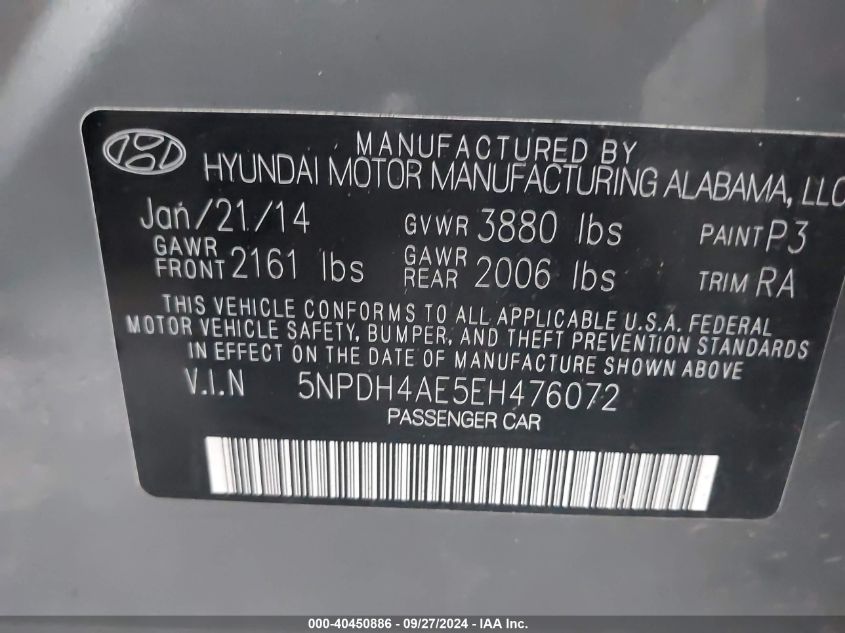 MANUFACTURED BY
HYUNDAI MOTOR MANUFACTURING ALABAMA, LLC
Jan/21/14 GVWR 3880 lbs PAINT P3
GAWR FRONT 2161 lbs GAWR REAR 2006 lbs TRIM RA
THIS VEHICLE CONFORMS TO ALL APPLICABLE U.S.A. FEDERAL
MOTOR VEHICLE SAFETY, BUMPER, AND THEFT PREVENTION STANDARDS
IN EFFECT ON THE DATE OF MANUFACTURE SHOWN ABOVE
V.I.N 5NPDH4AE5EH476072
PASSENGER CAR
000-40450886 - 09/27/2024 - IAA, Inc.